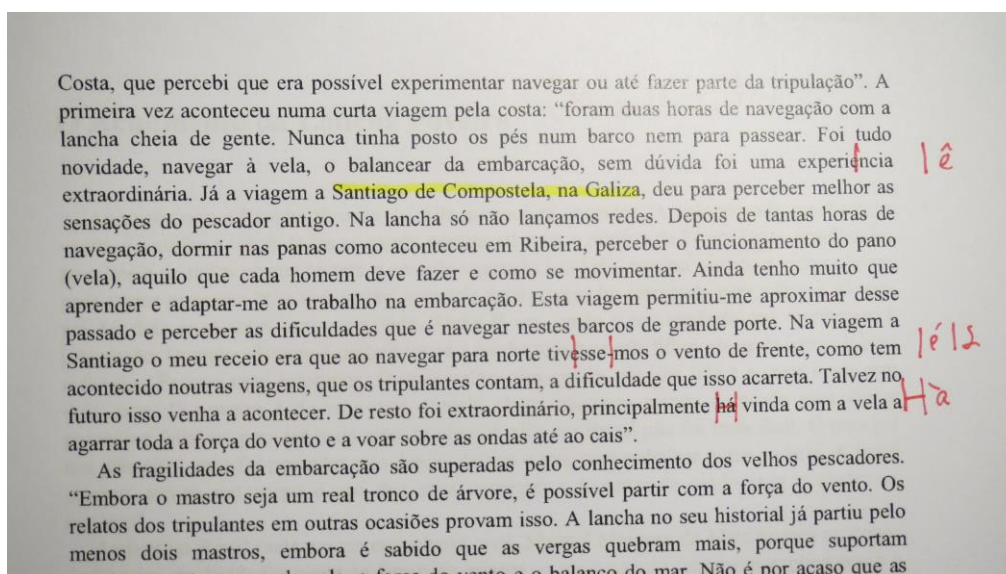 Costa, que percebi que era possível experimentar navegar ou até fazer parte da tripulação”. A
primeira vez aconteceu numa curta viagem pela costa: “foram duas horas de navegação com a
lancha cheia de gente. Nunca tinha posto os pés num barco nem para passear. Foi tudo
novidade, navegar à vela, o balancear da embarcação, sem dúvida foi uma experiência ê
extraordinária. Já a viagem a Santiago de Compostela, na Galiza, deu para perceber melhor as
sensações do pescador antigo. Na lancha só não lançamos redes. Depois de tantas horas de
navegação, dormir nas panas como aconteceu em Ribeira, perceber o funcionamento do pano
(vela), aquilo que cada homem deve fazer e como se movimentar. Ainda tenho muito que
aprender e adaptar-me ao trabalho na embarcação. Esta viagem permitiu-me aproximar desse
passado e perceber as dificuldades que é navegar nestes barcos de grande porte. Na viagem a
Santiago o meu receio era que ao navegar para norte tivesse-mos o vento de frente, como tem é
acontecido noutras viagens, que os tripulantes contam, a dificuldade que isso acarreta. Talvez no
futuro isso venha a acontecer. De resto foi extraordinário, principalmente há vinda com a vela a à
agarrar toda a força do vento e a voar sobre as ondas até ao cais”.
As fragilidades da embarcação são superadas pelo conhecimento dos velhos pescadores.
“Embora o mastro seja um real tronco de árvore, é possível partir com a força do vento. Os
relatos dos tripulantes em outras ocasiões provam isso. A lancha no seu historial já partiu pelo
menos dois mastros, embora é sabido que as vergas quebram mais, porque suportam
força do vento e o balanço do mar. Não é por acaso que as